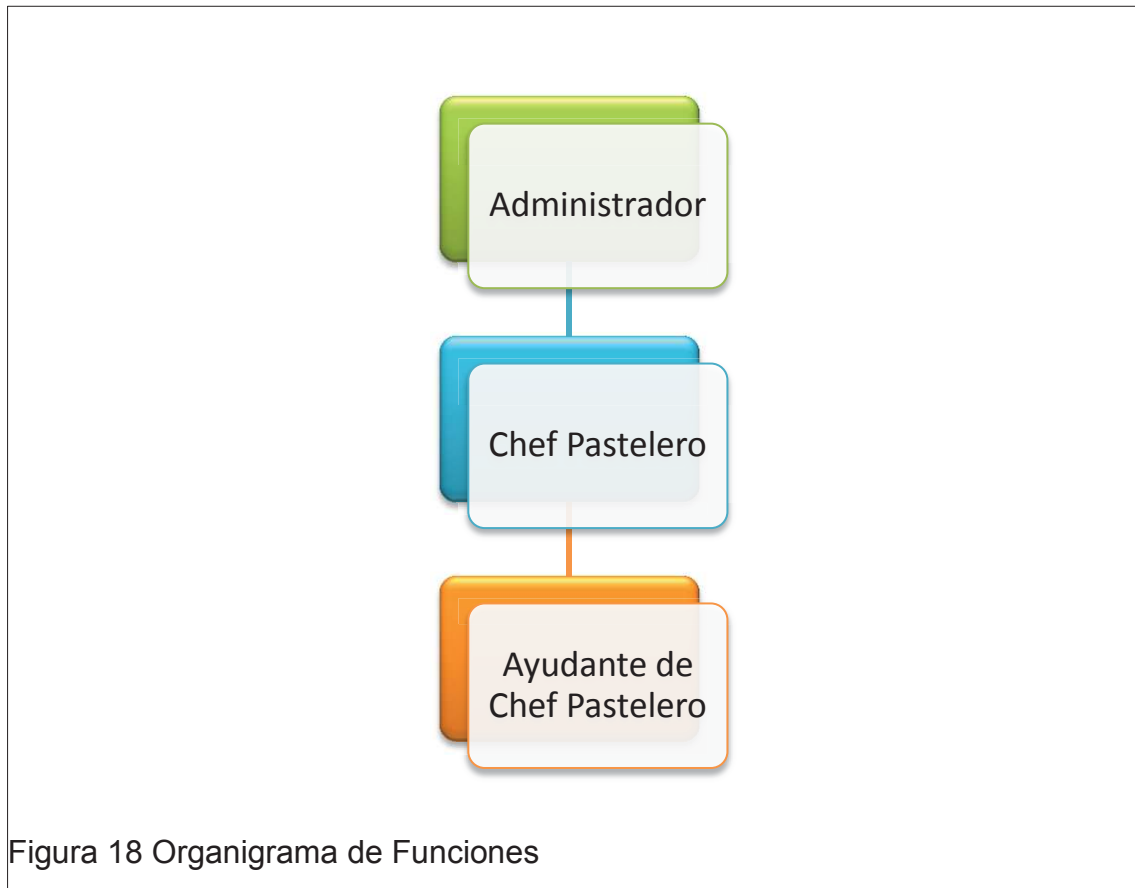 Administrador
Chef Pastelero
Ayudante de
Chef Pastelero
Figura 18 Organigrama de Funciones